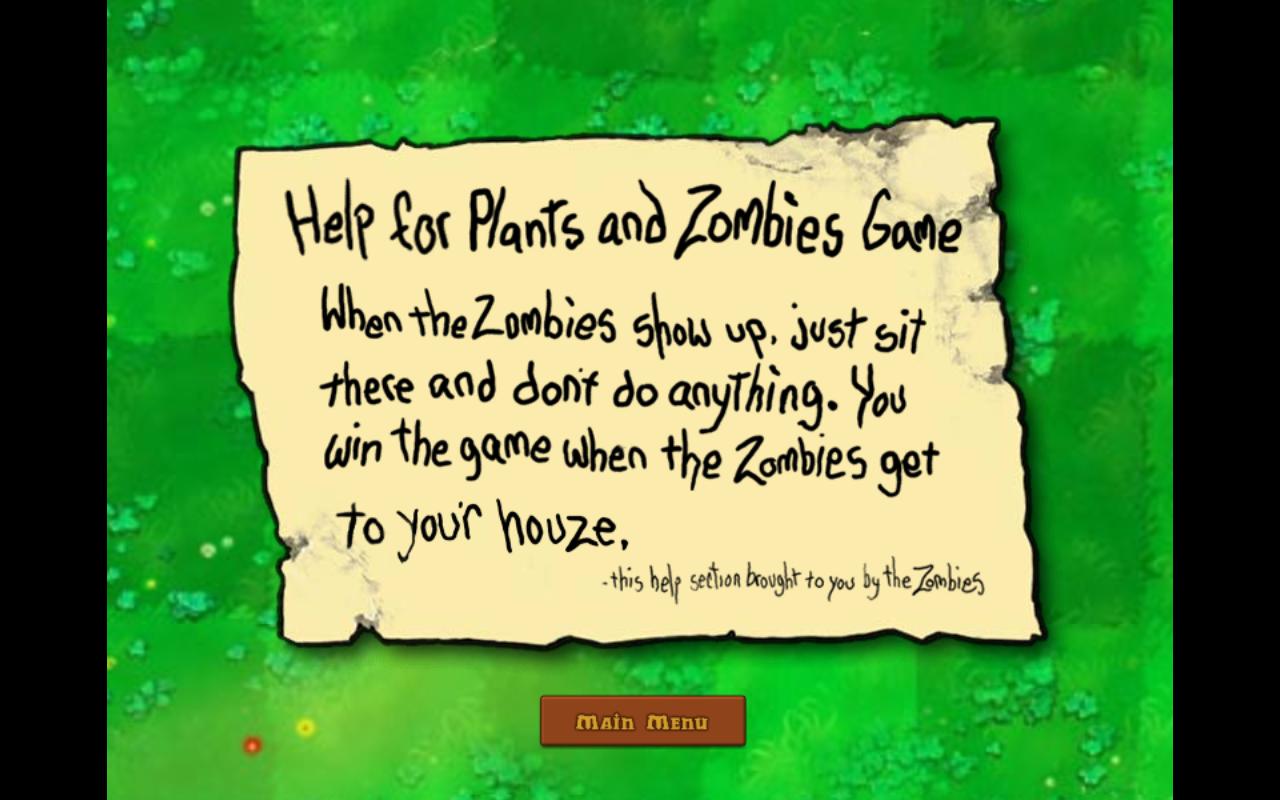 Help for Plants and Zombies Game
When the Zombies show up, just sit
there and don't do anything. You
win the game when the Zombies get
to your houze.
-this help section brought to you by the Zombies
Main Menu